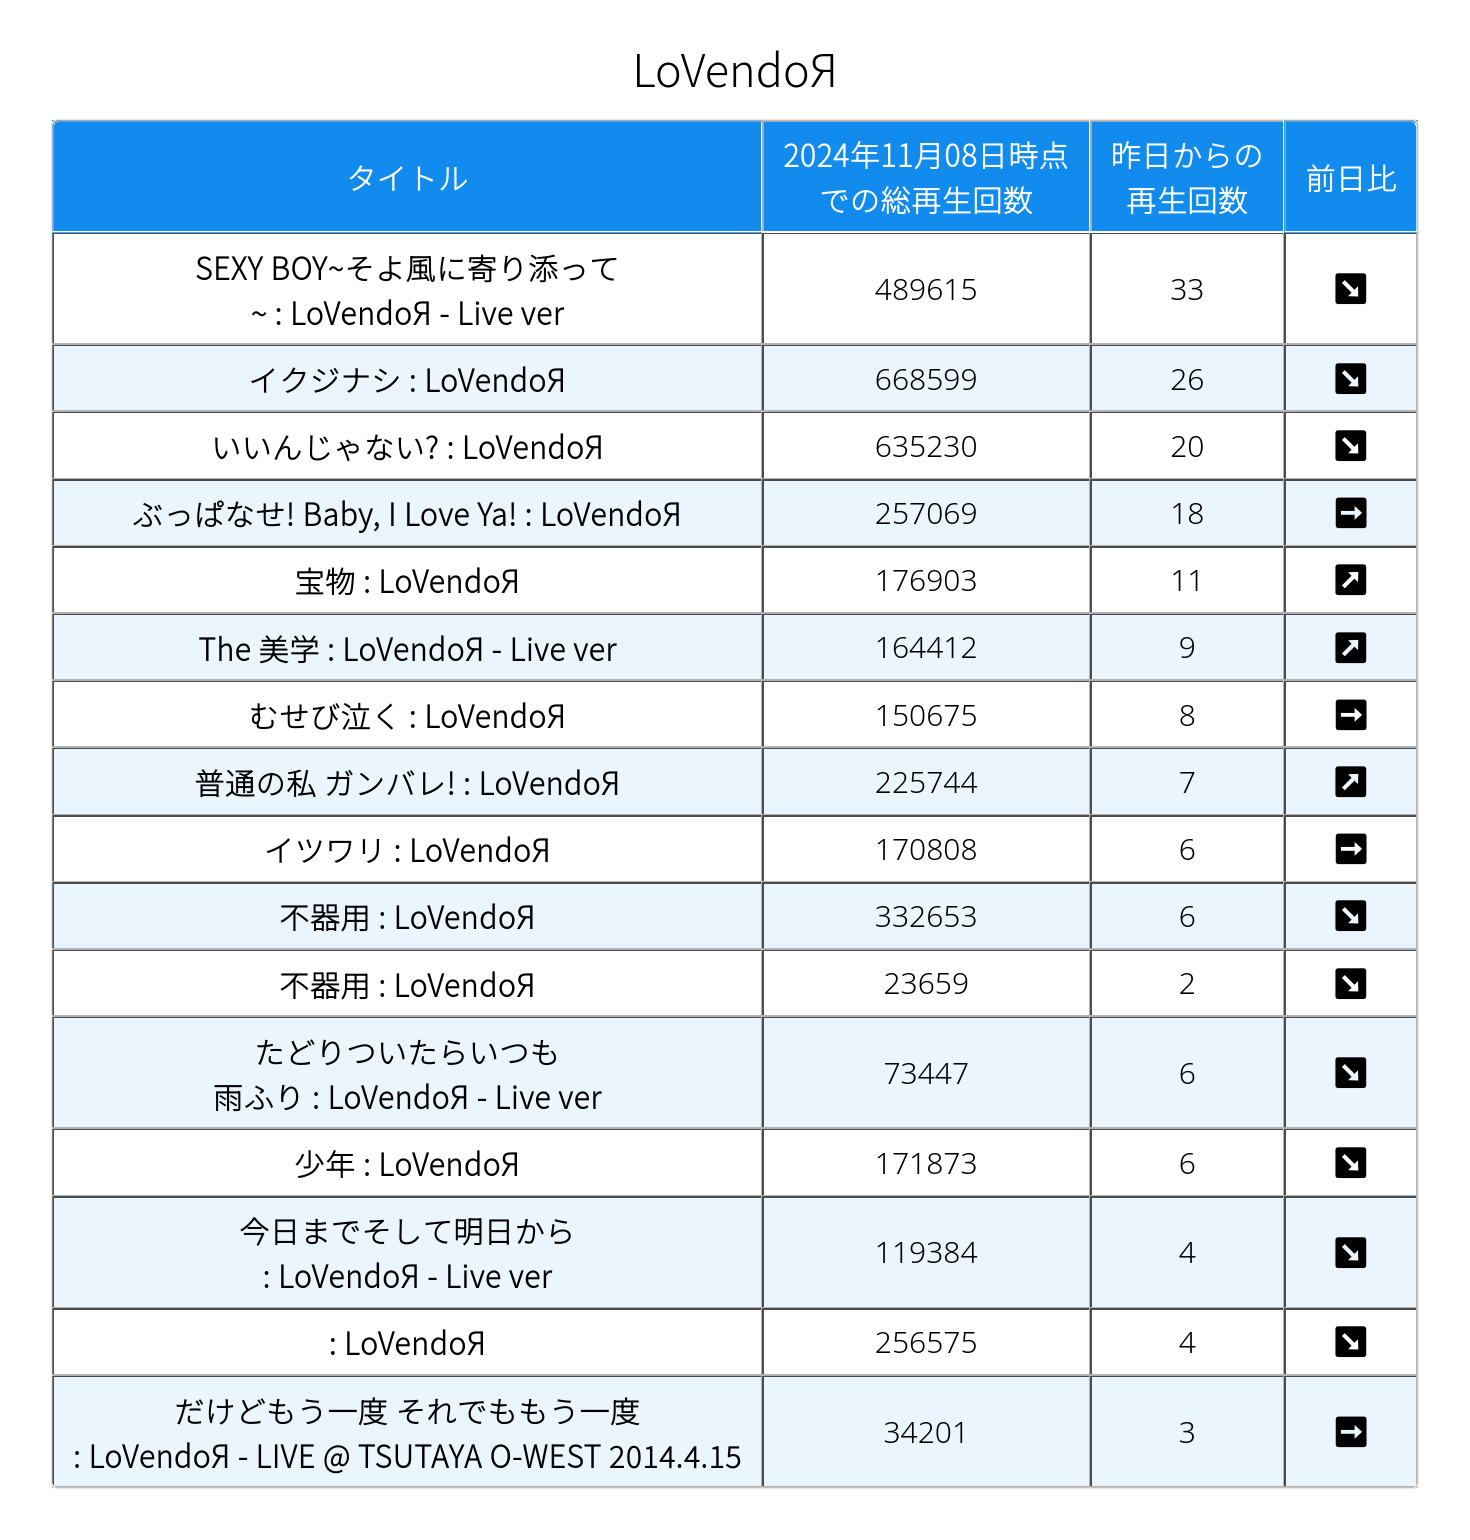 LoVendoЯ
タイトル
2024年11月08日時点
での総再生回数
昨日からの
再生回数
前日比
SEXY BOY~そよ風に寄り添って
~ : LoVendoЯ - Live ver
489615
33
イクジナシ : LoVendoЯ
668599
26
いいんじゃない? : LoVendoЯ
635230
20
ぶっぱなせ! Baby, I Love Ya! : LoVendoЯ
257069
18
宝物 : LoVendoЯ
176903
11
The 美学 : LoVendoЯ - Live ver
164412
9
むせび泣く : LoVendoЯ
150675
8
普通の私 ガンバレ! : LoVendoЯ
225744
7
イツワリ : LoVendoЯ
170808
6
不器用 : LoVendoЯ
332653
6
不器用 : LoVendoЯ
23659
2
たどりついたらいつも
雨ふり : LoVendoЯ - Live ver
73447
6
少年 : LoVendoЯ
171873
6
今日までそして明日から
: LoVendoЯ - Live ver
119384
4
: LoVendoЯ
256575
4
だけどもう一度 それでももう一度
: LoVendoЯ - LIVE @ TSUTAYA O-WEST 2014.4.15
34201
3